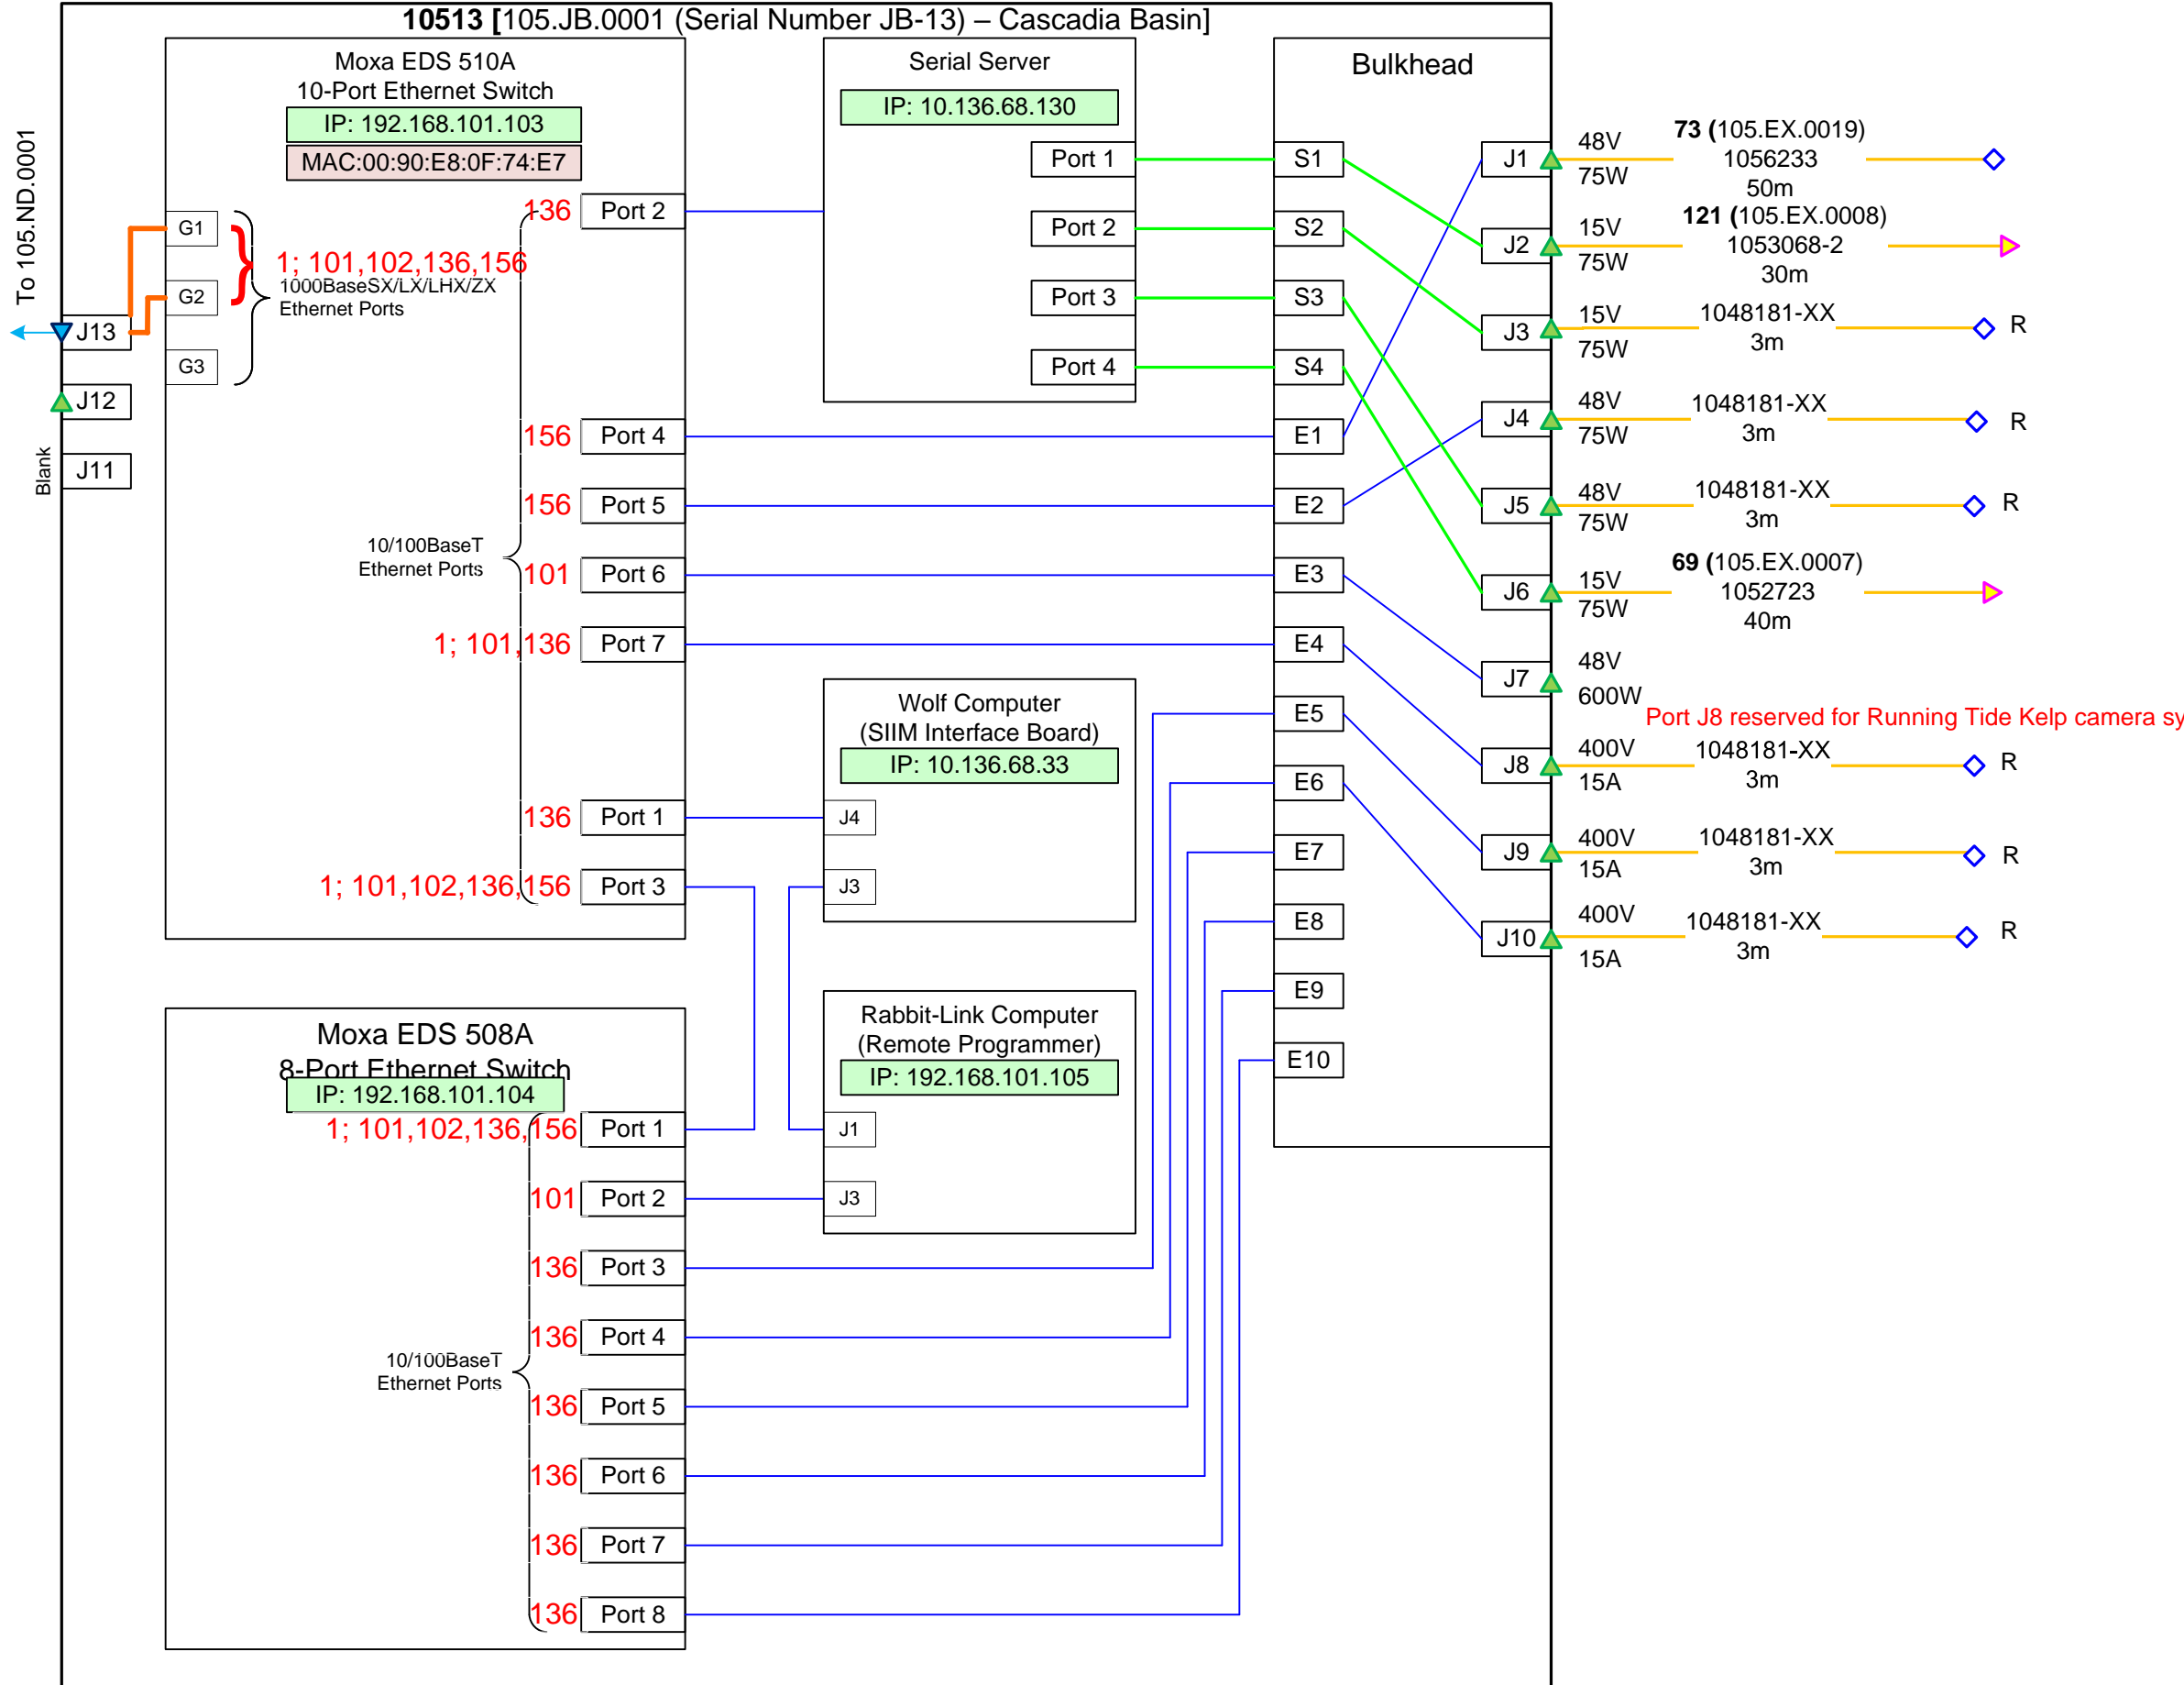 10513 [105.JB.0001 (Serial Number JB-13) – Cascadia Basin]
To 105.ND.0001
J13
J12
J11
Blank
Moxa EDS 510A
10-Port Ethernet Switch
IP: 192.168.101.103
MAC:00:90:E8:0F:74:E7
G1
G2
G3
1; 101,102,136,156
1000BaseSX/LX/LHX/ZX
Ethernet Ports
10/100BaseT
Ethernet Ports
136 Port 2
156 Port 4
156 Port 5
101 Port 6
1; 101,136 Port 7
136 Port 1
1; 101,102,136,156 Port 3
Moxa EDS 508A
8-Port Ethernet Switch
IP: 192.168.101.104
1; 101,102,136,156 Port 1
101 Port 2
136 Port 3
136 Port 4
10/100BaseT
Ethernet Ports
136 Port 5
136 Port 6
136 Port 7
136 Port 8
Serial Server
IP: 10.136.68.130
Port 1
Port 2
Port 3
Port 4
Wolf Computer
(SIIM Interface Board)
IP: 10.136.68.33
J4
J3
Rabbit-Link Computer
(Remote Programmer)
IP: 192.168.101.105
J1
J3
Bulkhead
S1
S2
S3
S4
E1
E2
E3
E4
E5
E6
E7
E8
E9
E10
J1
J2
J3
J4
J5
J6
J7
J8
J9
J10
48V
75W
73 (105.EX.0019)
1056233
50m
15V
75W
121 (105.EX.0008)
1053068-2
30m
15V
75W
1048181-XX
3m
R
48V
75W
1048181-XX
3m
R
48V
75W
1048181-XX
3m
R
15V
75W
69 (105.EX.0007)
1052723
40m
48V
600W
Port J8 reserved for Running Tide Kelp camera sy
400V
15A
1048181-XX
3m
R
400V
15A
1048181-XX
3m
R
400V
15A
1048181-XX
3m
R